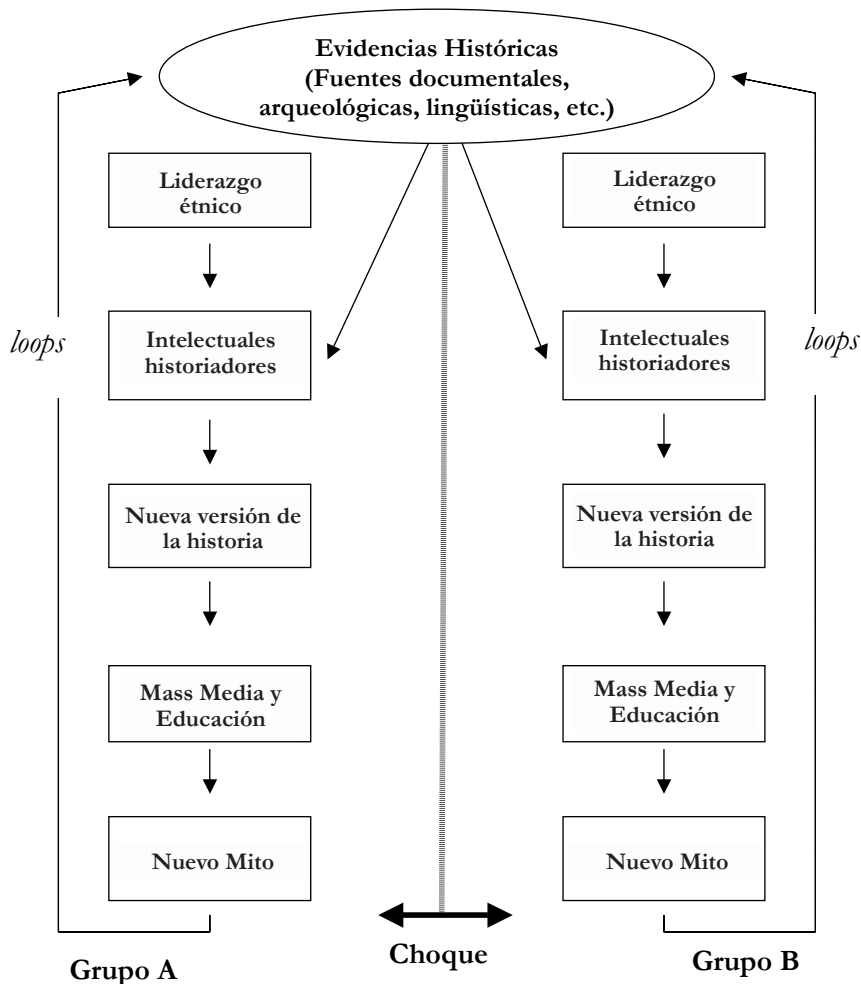 Evidencias Históricas
(Fuentes documentales,
arqueológicas, lingüísticas, etc.)
Liderazgo
étnico
Intelectuales
historiadores
Nueva versión de
la historia
Mass Media y
Educación
Nuevo Mito
loops
Grupo A
Choque
Liderazgo
étnico
Intelectuales
historiadores
Nueva versión de
la historia
Mass Media y
Educación
Nuevo Mito
loops
Grupo B